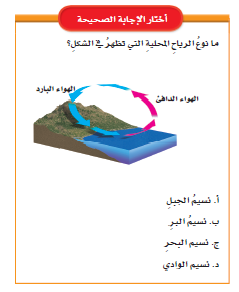 أختار الإجابة الصحيحة
ما نوعُ الرياحِ المحليةِ التي تظهرُ في الشكلِ؟
الهواء البارد
الهواء الدافئ
أ. نسيمُ الجبلِ
ب. نسيمُ البرِ
ج. نسيم البحرِ
د. نسيم الوادي